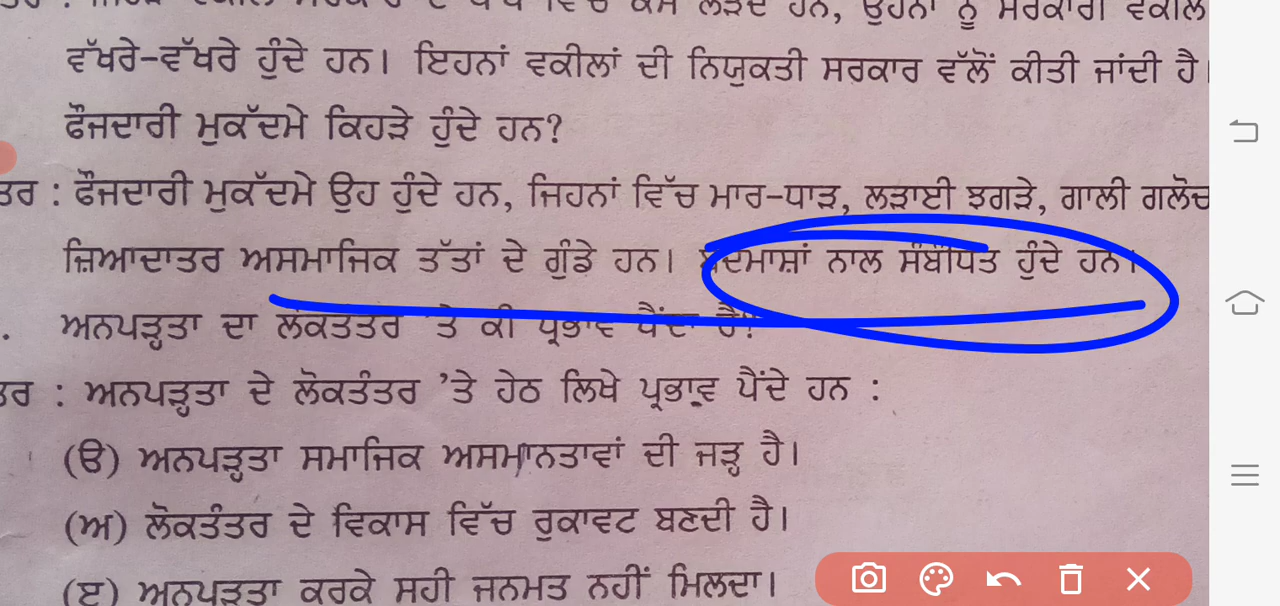 ਵੱਖਰੇ-ਵੱਖਰੇ ਹੁੰਦੇ ਹਨ। ਇਹਨਾਂ ਵਕੀਲਾਂ ਦੀ ਨਿਯੁਕਤੀ ਸਰਕਾਰ ਵੱਲੋਂ ਕੀਤੀ ਜਾਂਦੀ ਹੈ।
ਫੌਜਦਾਰੀ ਮੁਕੱਦਮੇ ਕਿਹੜੇ ਹੁੰਦੇ ਹਨ?
ਤਰ : ਫੌਜਦਾਰੀ ਮੁਕੱਦਮੇ ਉਹ ਹੁੰਦੇ ਹਨ, ਜਿਹਨਾਂ ਵਿੱਚ ਮਾਰ-ਧਾੜ, ਲੜਾਈ ਝਗੜੇ, ਗਾਲੀ ਗਲੋਚ
ਜ਼ਿਆਦਾਤਰ ਅਸਮਾਜਿਕ ਤੱਤਾਂ ਦੇ ਗੁੰਡੇ ਹਨ। ਬਦਮਾਸ਼ਾਂ ਨਾਲ ਸੰਬੰਧਿਤ ਹੁੰਦੇ ਹਨ।
ਅਨਪੜ੍ਹਤਾ ਦਾ ਲੋਕਤੰਤਰ 'ਤੇ ਕੀ ਪ੍ਰਭਾਵ ਪੈਂਦਾ ਹੈ?
ਤਰ : ਅਨਪੜ੍ਹਤਾ ਦੇ ਲੋਕਤੰਤਰ 'ਤੇ ਹੇਠ ਲਿਖੇ ਪ੍ਰਭਾਵ ਪੈਂਦੇ ਹਨ :
(ੳ) ਅਨਪੜ੍ਹਤਾ ਸਮਾਜਿਕ ਅਸਮਾਨਤਾਵਾਂ ਦੀ ਜੜ੍ਹ ਹੈ।
(ਅ) ਲੋਕਤੰਤਰ ਦੇ ਵਿਕਾਸ ਵਿੱਚ ਰੁਕਾਵਟ ਬਣਦੀ ਹੈ।
(ੲ) ਅਨਪੜਤਾ ਕਰਕੇ ਸਹੀ ਜਨਮਤ ਨਹੀਂ ਮਿਲਦਾ।